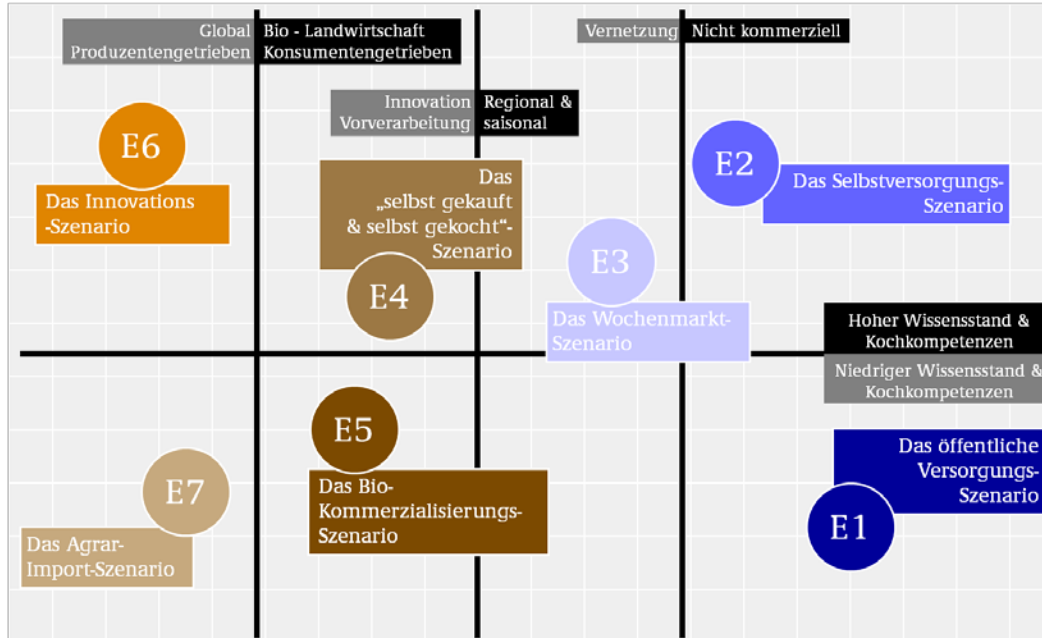 Global
Produzentengetrieben
Bio - Landwirtschaft
Konsumentengetrieben
Vernetzung
Nicht kommerziell
Innovation
Vorverarbeitung
Regional &
saisonal
E6
Das Innovations
-Szenario
Das
„selbst gekauft
& selbst gekocht“-
Szenario
E4
E3
Das Wochenmarkt-
Szenario
E2
Das Selbstversorgungs-
Szenario
Hoher Wissensstand &
Kochkompetenzen
Niedriger Wissensstand &
Kochkompetenzen
E7
Das Agrar-
Import-Szenario
E5
Das Bio-
Kommerzialisierungs-
Szenario
Das öffentliche
Versorgungs-
Szenario
E1